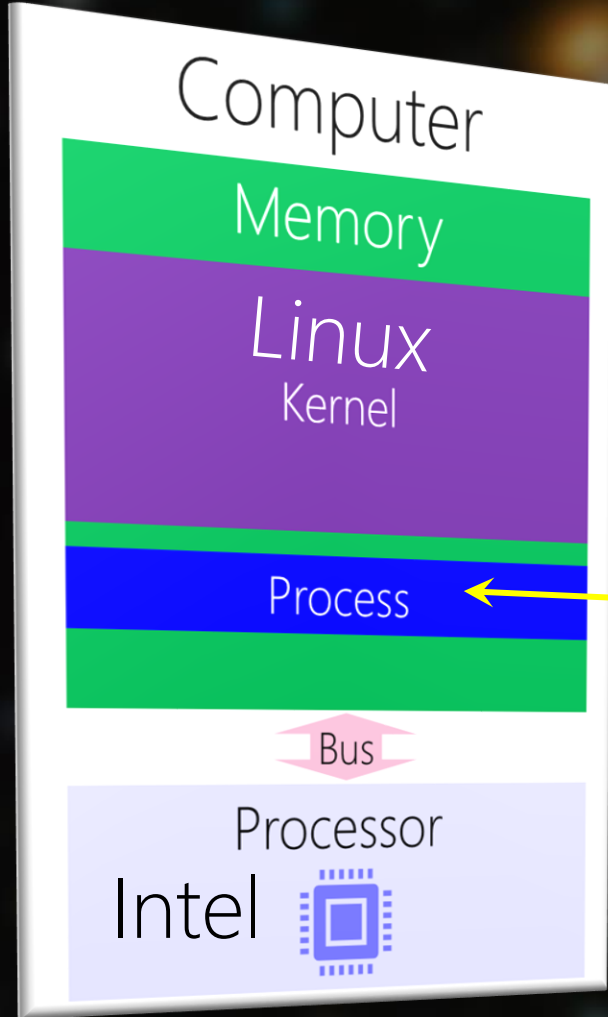 Computer
Memory
Linux
Kernel
Process
Bus
Processor
Intel